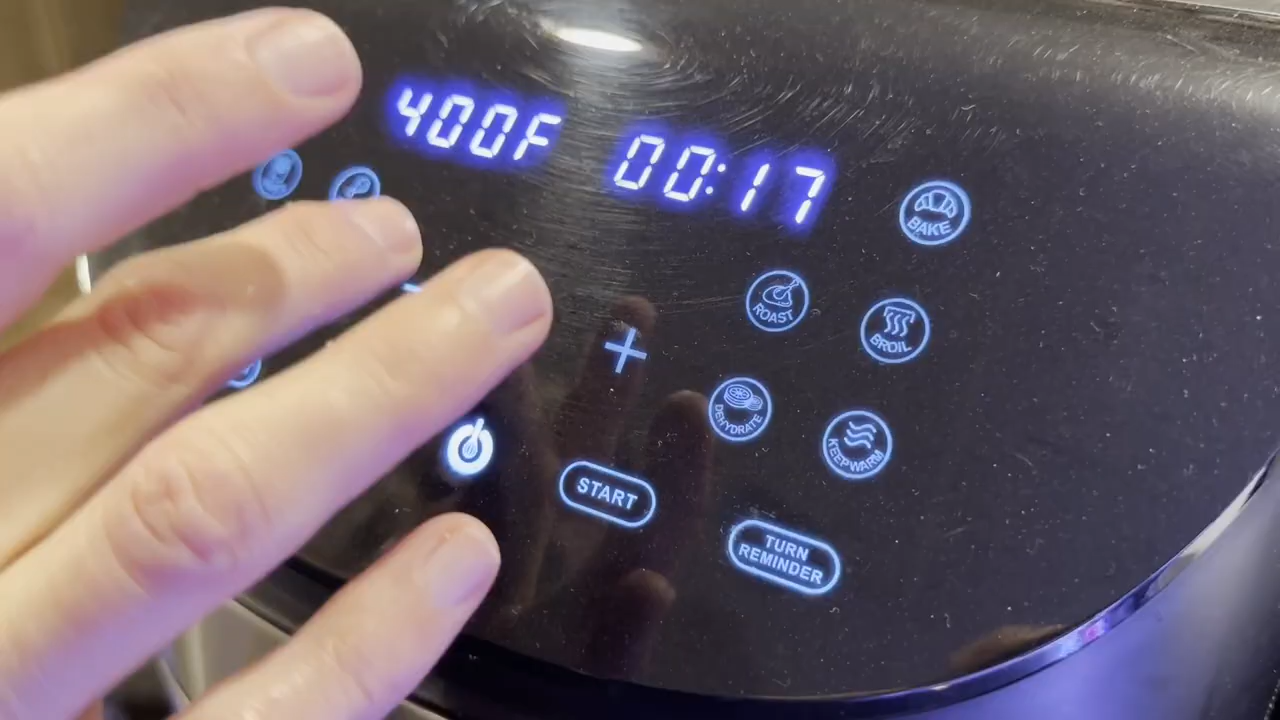 400F 00:17
BAKE
ROAST
BROIL
DEHYDRATE
KEEPWARM
START
TURN
REMINDER